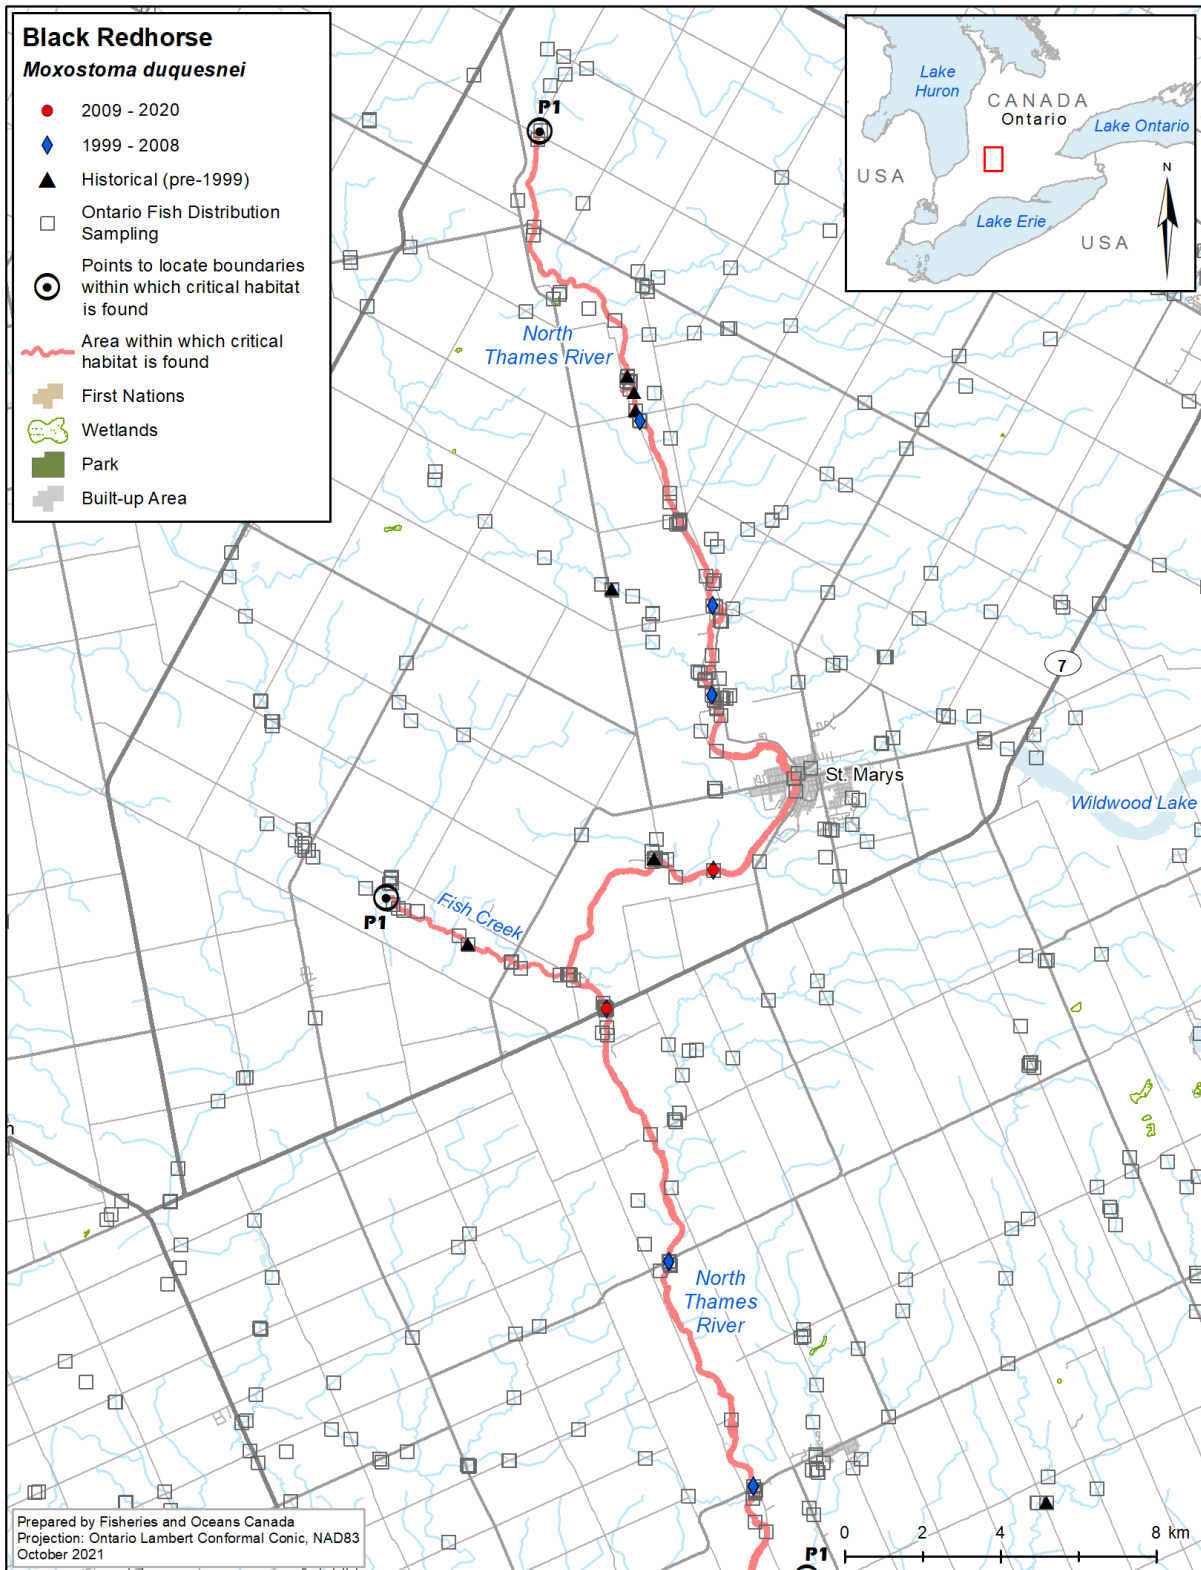 Black Redhorse
Moxostoma duquesnei
2009 - 2020
1999 - 2008
Historical (pre-1999)
Ontario Fish Distribution
Sampling
Points to locate boundaries
within which critical habitat
is found
Area within which critical
habitat is found
First Nations
Wetlands
Park
Built-up Area
Lake
Huron
CANADA
Ontario
Lake Ontario
USA
Lake Erie
USA
N
P1
North
Thames River
7
St. Marys
Wildwood Lake
Fish Creek
P1
North
Thames
River
P1
0 2 4 8 km
Prepared by Fisheries and Oceans Canada
Projection: Ontario Lambert Conformal Conic, NAD83
October 2021